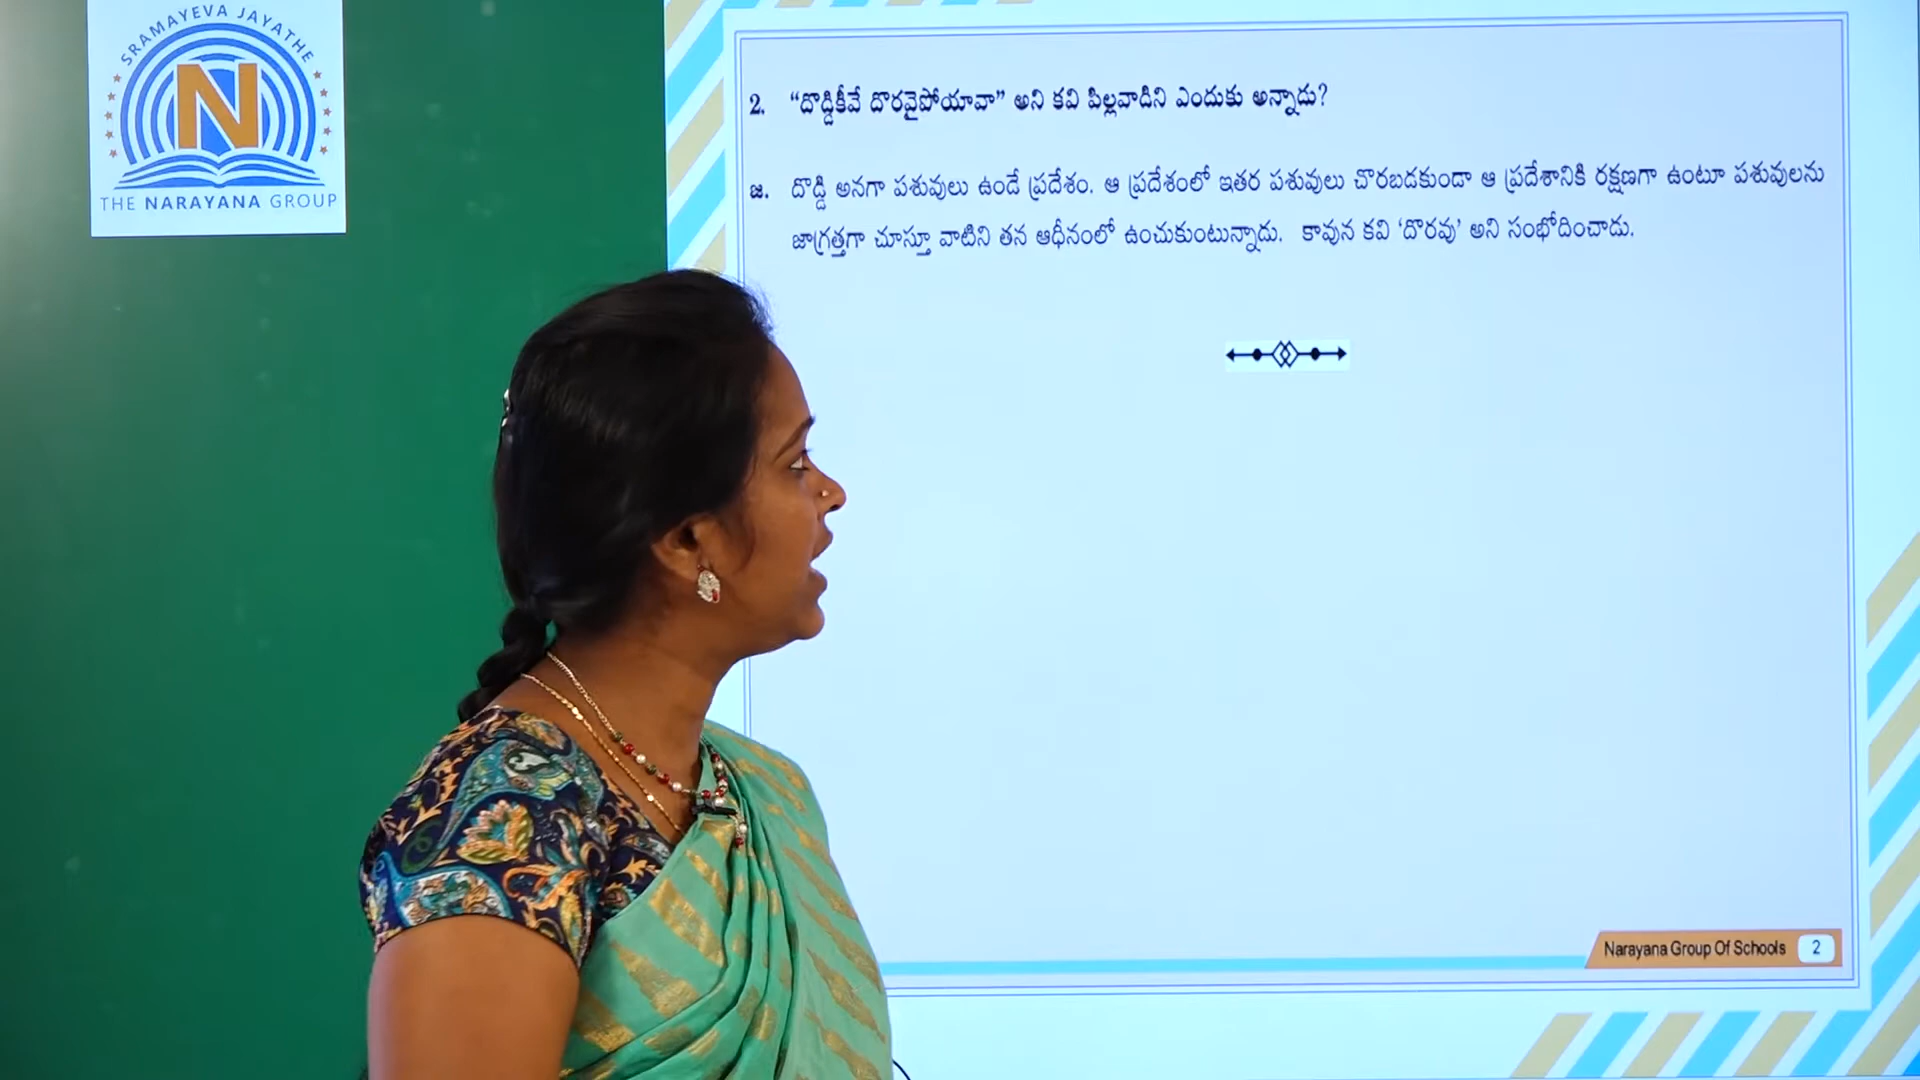 SRAMAYEVA JAYATHE
N
THE NARAYANA GROUP
2. “దొడ్డికీవే దొరవైపోయావా” అని కవి పిల్లవాడిని ఎందుకు అన్నాడు?
జ. దొడ్డి అనగా పశువులు ఉండే ప్రదేశం. ఆ ప్రదేశంలో ఇతర పశువులు చొరబడకుండా ఆ ప్రదేశానికి రక్షణగా ఉంటూ పశువులను
జాగ్రత్తగా చూస్తూ వాటిని తన ఆధీనంలో ఉంచుకుంటున్నాడు. కావున కవి ‘దొరవు’ అని సంభోదించాడు.
Narayana Group Of Schools 2